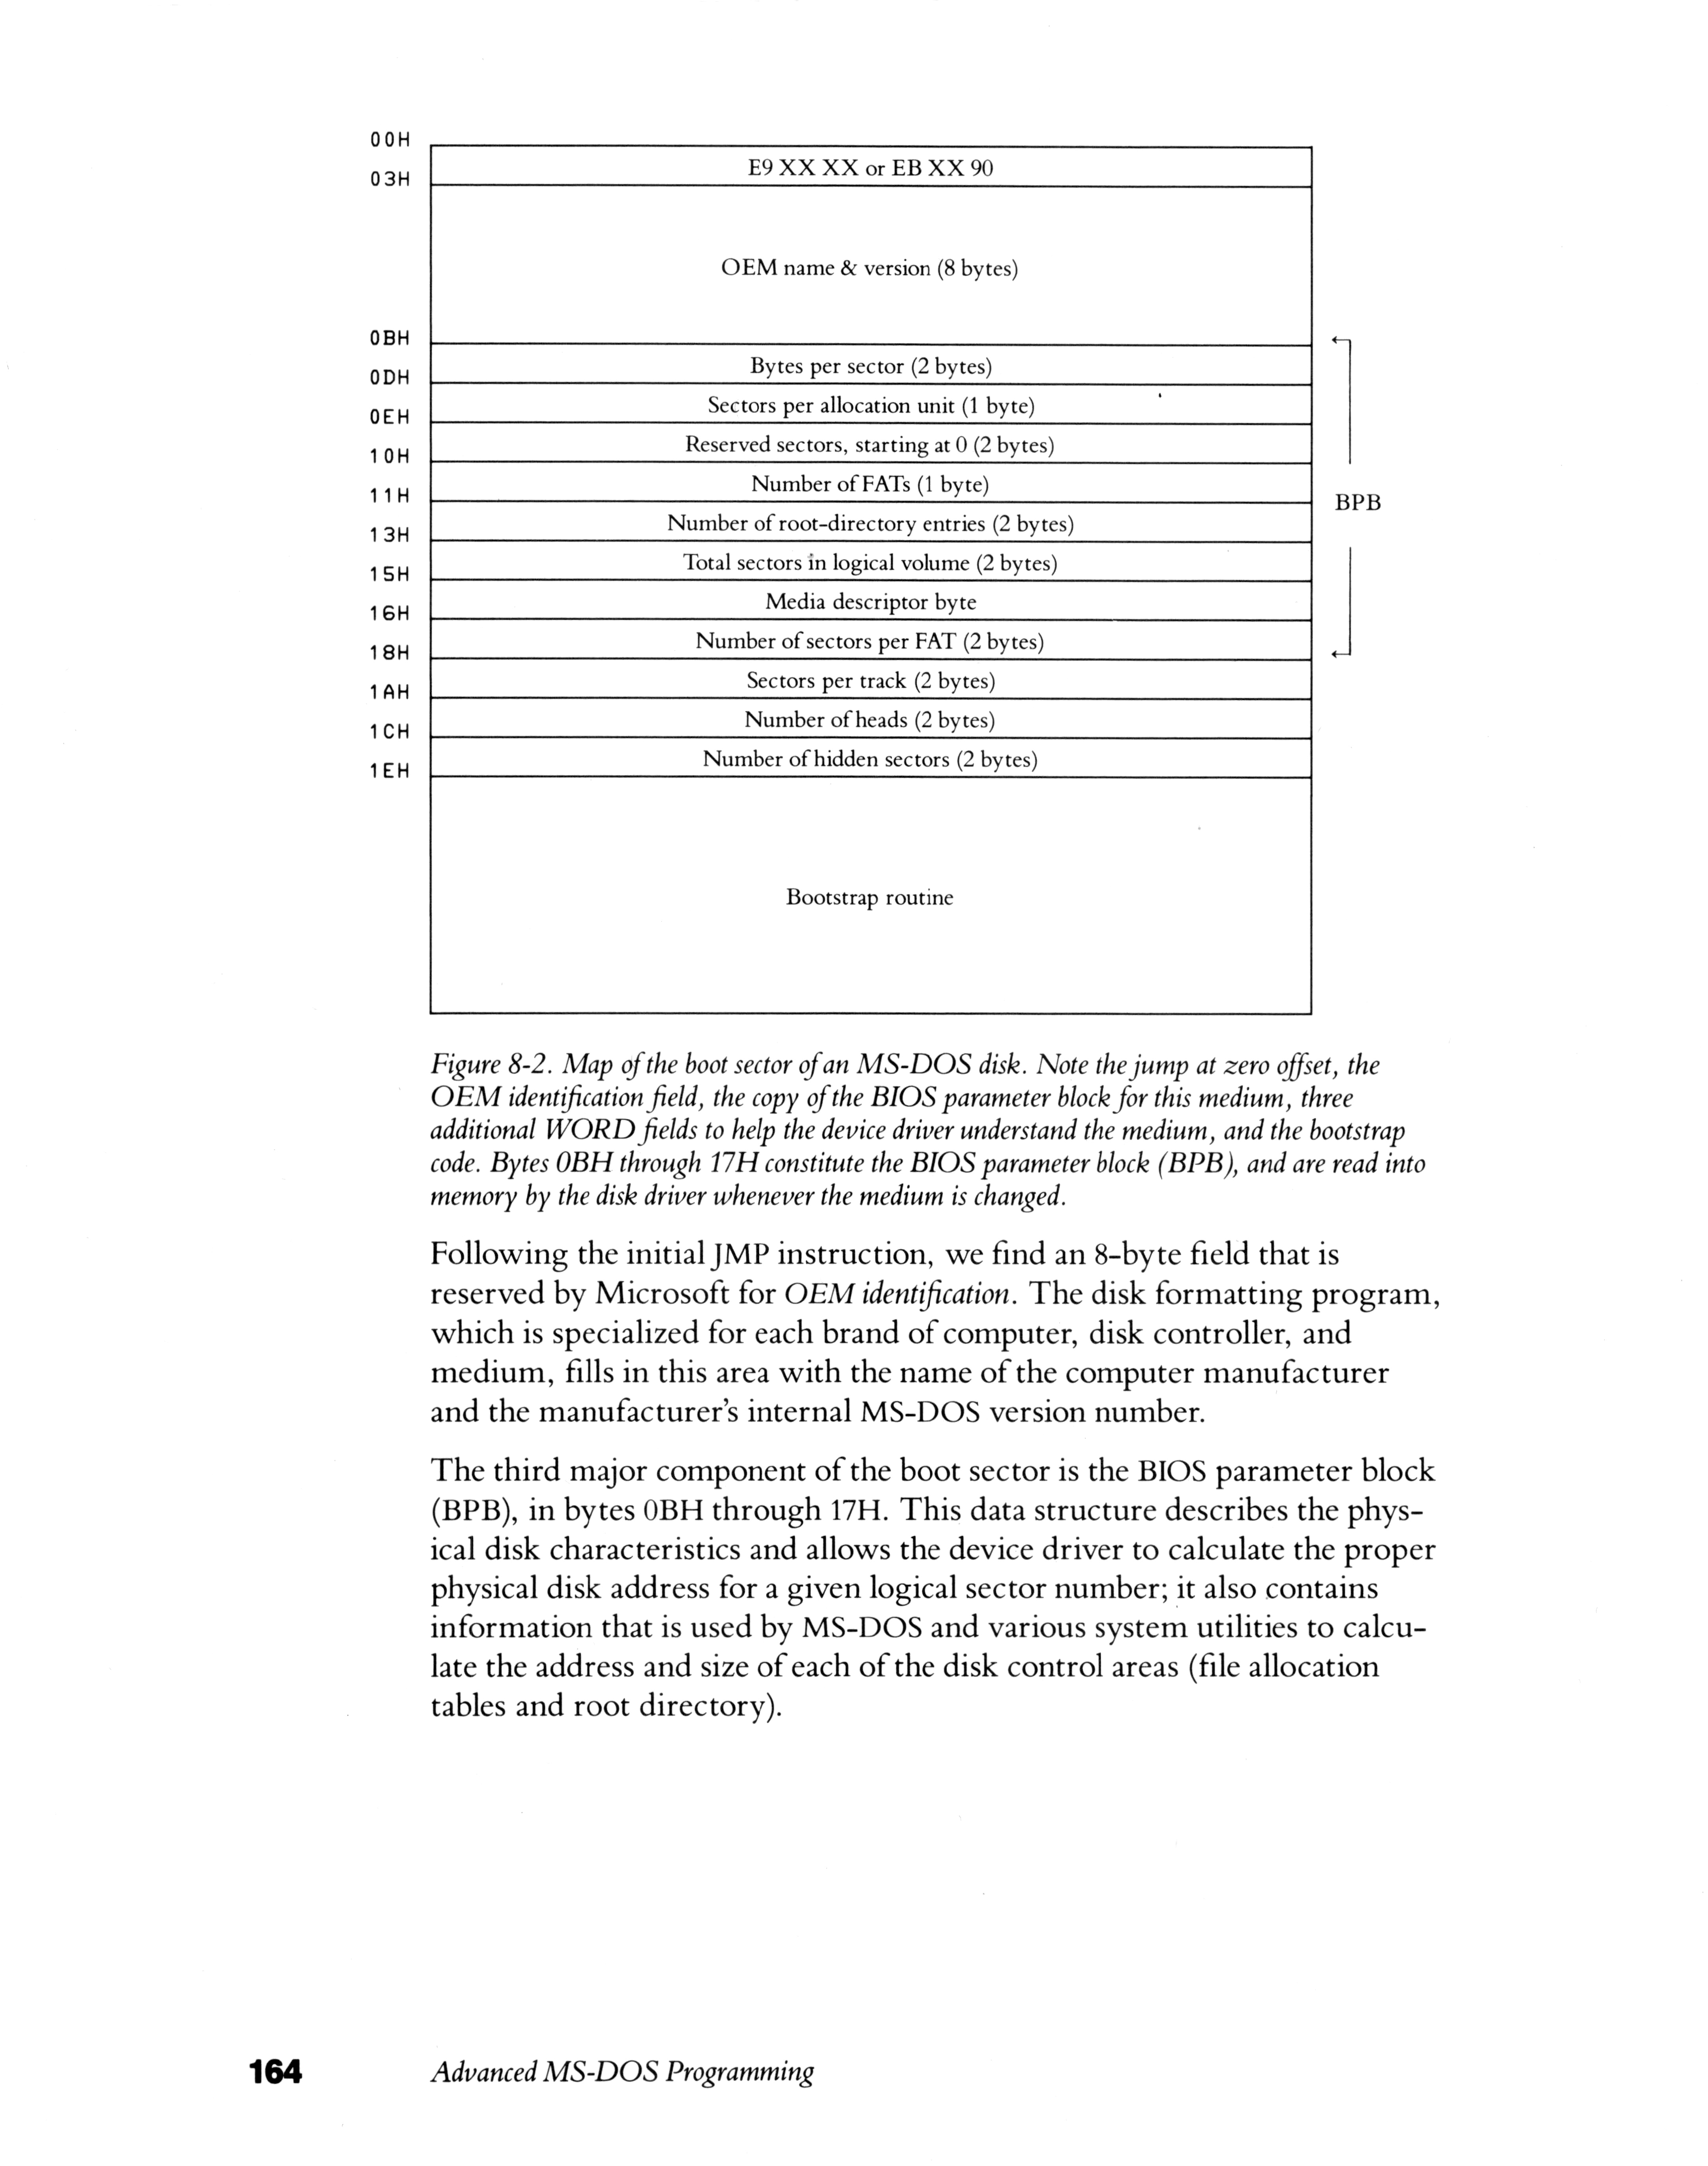 00H
E9 XX XX or EB XX 90
03H
OEM name & version (8 bytes)
0BH
Bytes per sector (2 bytes)
0DH
Sectors per allocation unit (1 byte)
0EH
Reserved sectors, starting at 0 (2 bytes)
10H
Number of FATs (1 byte)
11H
BPB
Number of root-directory entries (2 bytes)
13H
Total sectors in logical volume (2 bytes)
15H
Media descriptor byte
16H
Number of sectors per FAT (2 bytes)
18H
Sectors per track (2 bytes)
1AH
Number of heads (2 bytes)
1CH
Number of hidden sectors (2 bytes)
1EH
Bootstrap routine
Figure 8-2. Map of the boot sector of an MS-DOS disk. Note the jump at zero offset, the
OEM identification field, the copy of the BIOS parameter block for this medium, three
additional WORD fields to help the device driver understand the medium, and the bootstrap
code. Bytes 0BH through 17H constitute the BIOS parameter block (BPB), and are read into
memory by the disk driver whenever the medium is changed.
Following the initial JMP instruction, we find an 8-byte field that is
reserved by Microsoft for OEM identification. The disk formatting program,
which is specialized for each brand of computer, disk controller, and
medium, fills in this area with the name of the computer manufacturer
and the manufacturer's internal MS-DOS version number.
The third major component of the boot sector is the BIOS parameter block
(BPB), in bytes 0BH through 17H. This data structure describes the phys-
ical disk characteristics and allows the device driver to calculate the proper
physical disk address for a given logical sector number; it also contains
information that is used by MS-DOS and various system utilities to calcu-
late the address and size of each of the disk control areas (file allocation
tables and root directory).
164 Advanced MS-DOS Programming